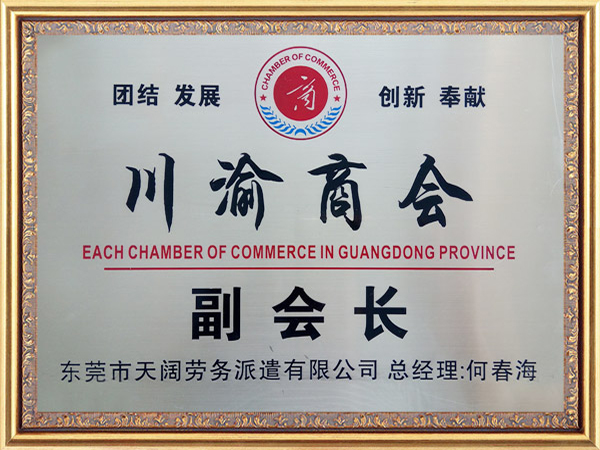 CHAMBER OF COMMERCE
商
团结 发展
创新 奉献
川渝商会
EACH CHAMBER OF COMMERCE IN GUANGDONG PROVINCE
副会长
东莞市天阔劳务派遣有限公司 总经理:何春海